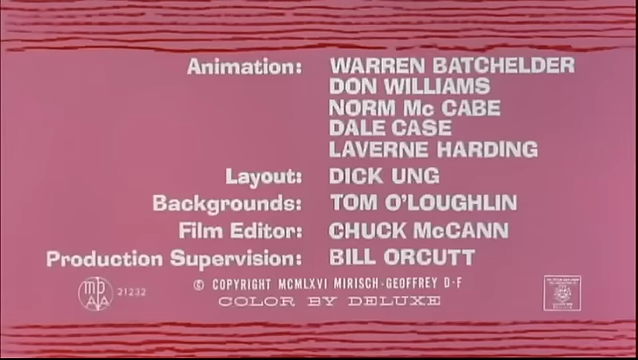 Animation: WARREN BATCHELDER
DON WILLIAMS
NORM Mc CABE
DALE CASE
LAVERNE HARDING
Layout: DICK UNG
Backgrounds: TOM O'LOUGHLIN
Film Editor: CHUCK McCANN
Production Supervision: BILL ORCUTT
© COPYRIGHT MCMLXVI MIRISCH-GEOFFREY D-F
MPAA 21232
COLOR BY DELUXE